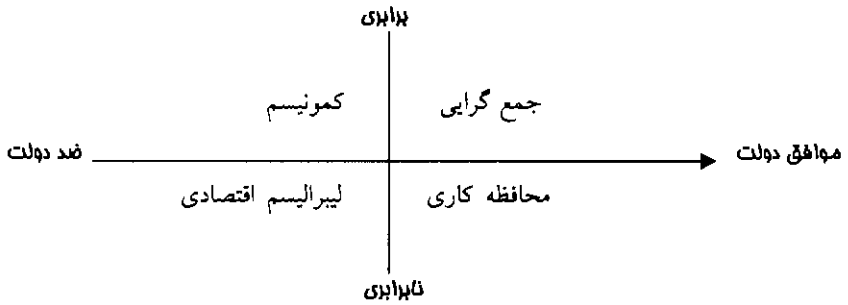 برابری
جمع گرایی
کمونیسم
موافق دولت
ضد دولت
محافظه کاری
لیبرالیسم اقتصادی
نابرابری